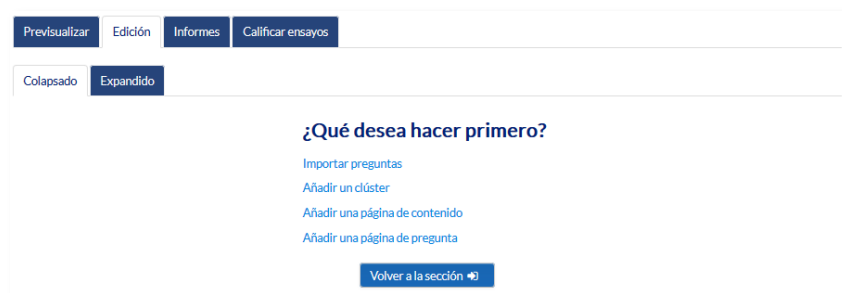 Previsualizar Edición Informes Calificar ensayos
Colapsado Expandido
¿Qué desea hacer primero?
Importar preguntas
Añadir un clúster
Añadir una página de contenido
Añadir una página de pregunta
Volver a la sección